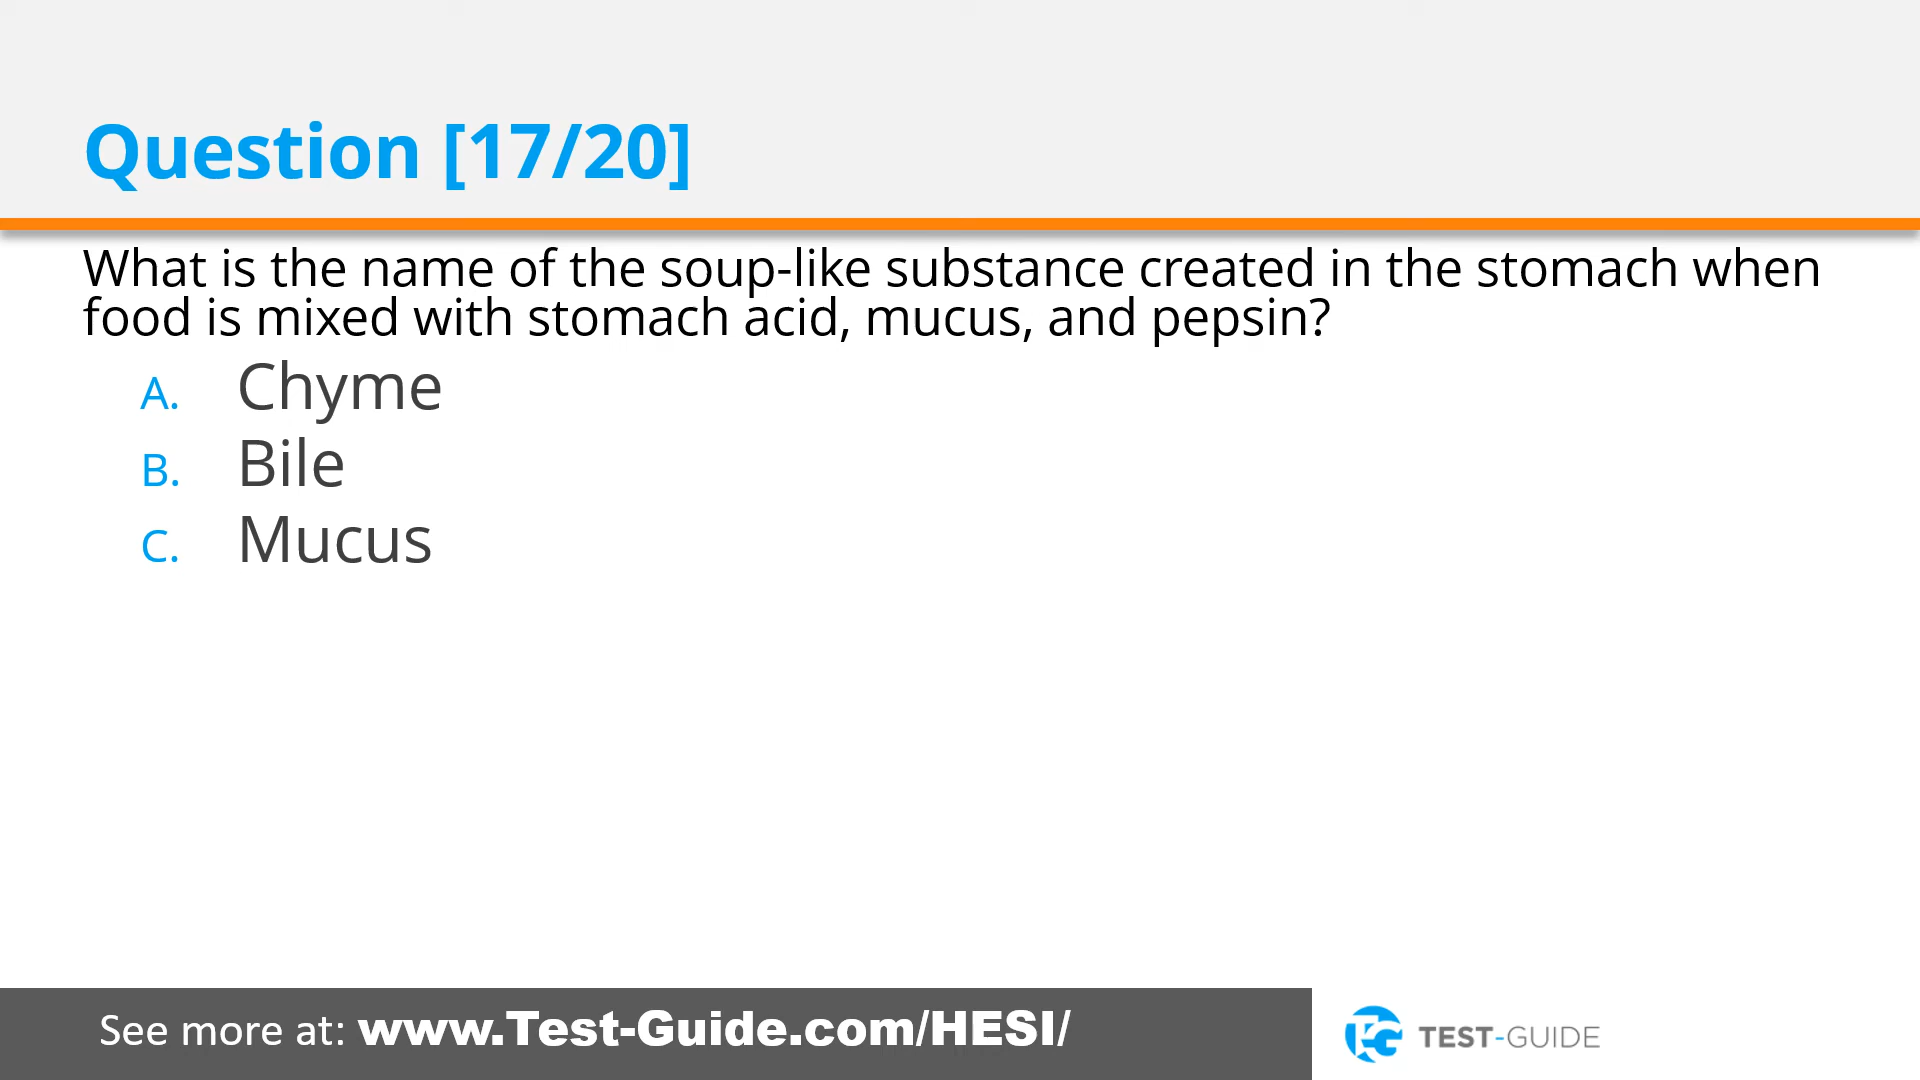 Question [17/20]
What is the name of the soup-like substance created in the stomach when
food is mixed with stomach acid, mucus, and pepsin?
A. Chyme
B. Bile
C. Mucus
See more at: www.Test-Guide.com/HESI/
TG TEST-GUIDE